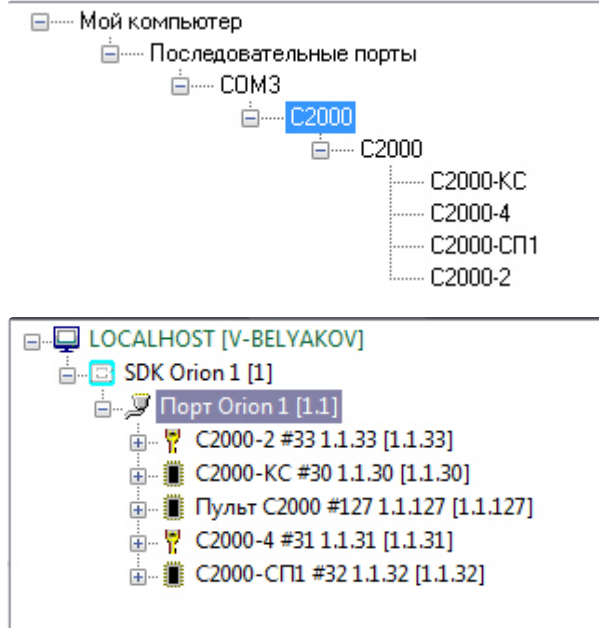 Мой компьютер
Последовательные порты
COM3
С2000
С2000
С2000-КС
С2000-4
С2000-СП1
С2000-2
LOCALHOST [V-BELYAKOV]
SDK Orion 1 [1]
Порт Orion 1 [1.1]
С2000-2 #33 1.1.33 [1.1.33]
С2000-КС #30 1.1.30 [1.1.30]
Пульт С2000 #127 1.1.127 [1.1.127]
С2000-4 #31 1.1.31 [1.1.31]
С2000-СП1 #32 1.1.32 [1.1.32]